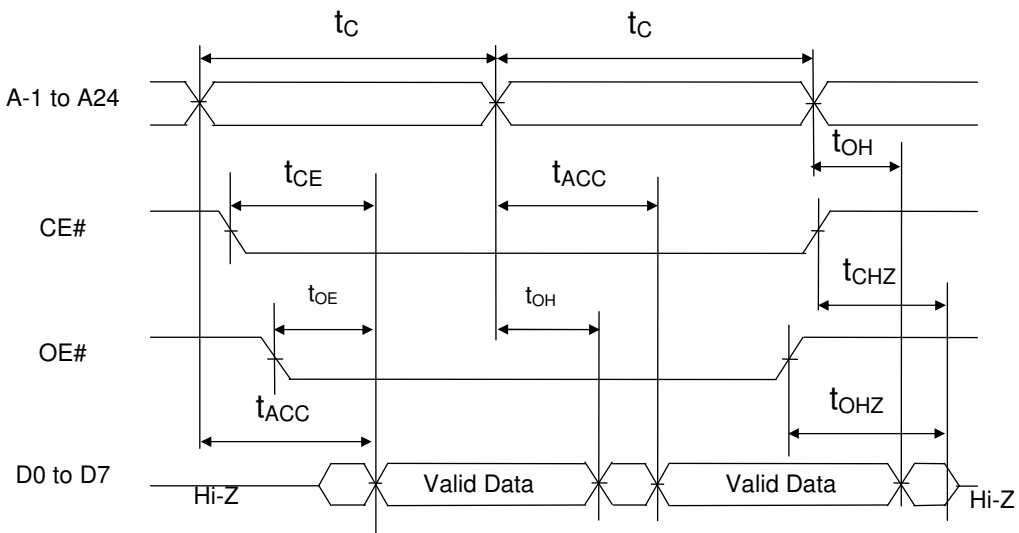 tC tC
A-1 to A24
tOH
tCE tACC
CE#
tCHZ
tOE tOH
OE#
tACC tOHZ
D0 to D7 Hi-Z Valid Data Valid Data Hi-Z